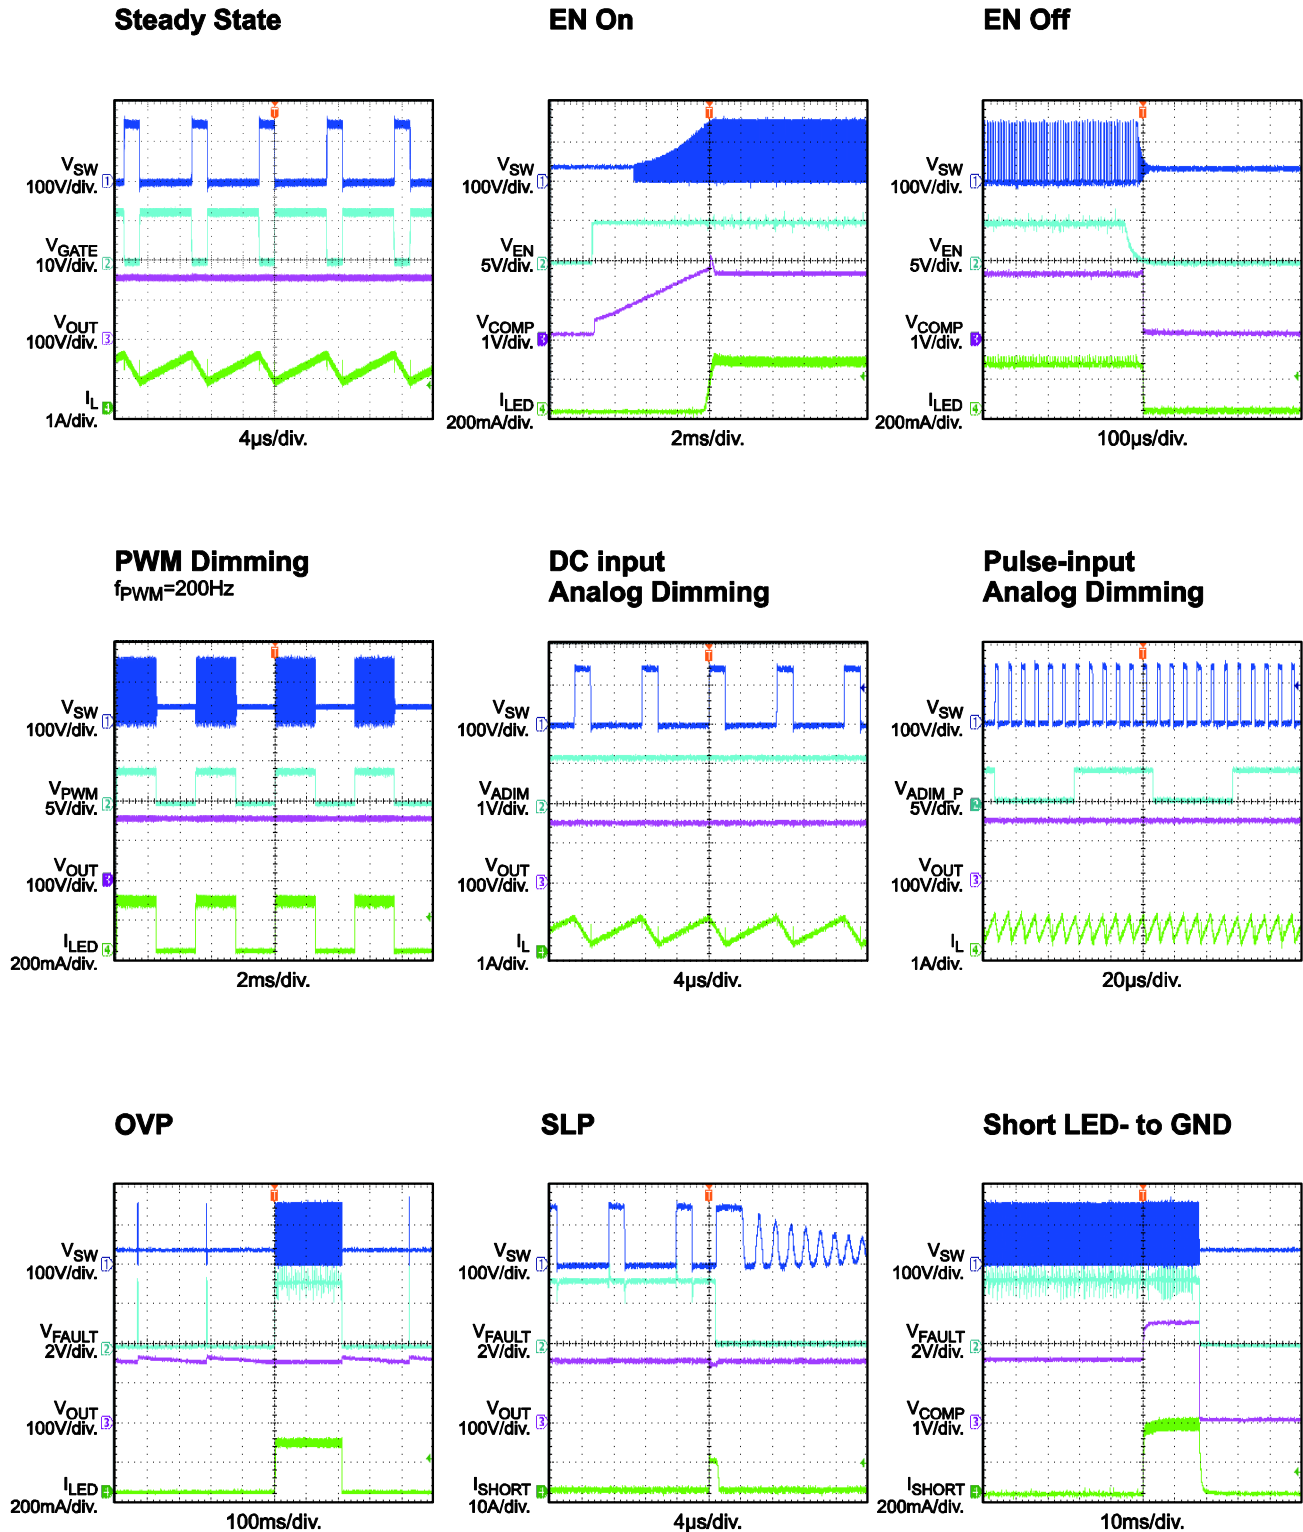 Steady State
EN On
EN Off
VSW
100V/div.
VGATE
10V/div.
VOUT
100V/div.
IL
1A/div.
4µs/div.
VSW
100V/div.
VEN
5V/div.
VCOMP
1V/div.
ILED
200mA/div.
2ms/div.
VSW
100V/div.
VEN
5V/div.
VCOMP
1V/div.
ILED
200mA/div.
100µs/div.
PWM Dimming
fPWM=200Hz
DC input
Analog Dimming
Pulse-input
Analog Dimming
VSW
100V/div.
VPWM
5V/div.
VOUT
100V/div.
ILED
200mA/div.
2ms/div.
VSW
100V/div.
VADIM
1V/div.
VOUT
100V/div.
IL
1A/div.
4µs/div.
VSW
100V/div.
VADIM_P
5V/div.
VOUT
100V/div.
IL
1A/div.
20µs/div.
OVP
SLP
Short LED- to GND
VSW
100V/div.
VFAULT
2V/div.
VOUT
100V/div.
ILED
200mA/div.
100ms/div.
VSW
100V/div.
VFAULT
2V/div.
VOUT
100V/div.
ISHORT
10A/div.
4µs/div.
VSW
100V/div.
VFAULT
2V/div.
VCOMP
1V/div.
ISHORT
200mA/div.
10ms/div.